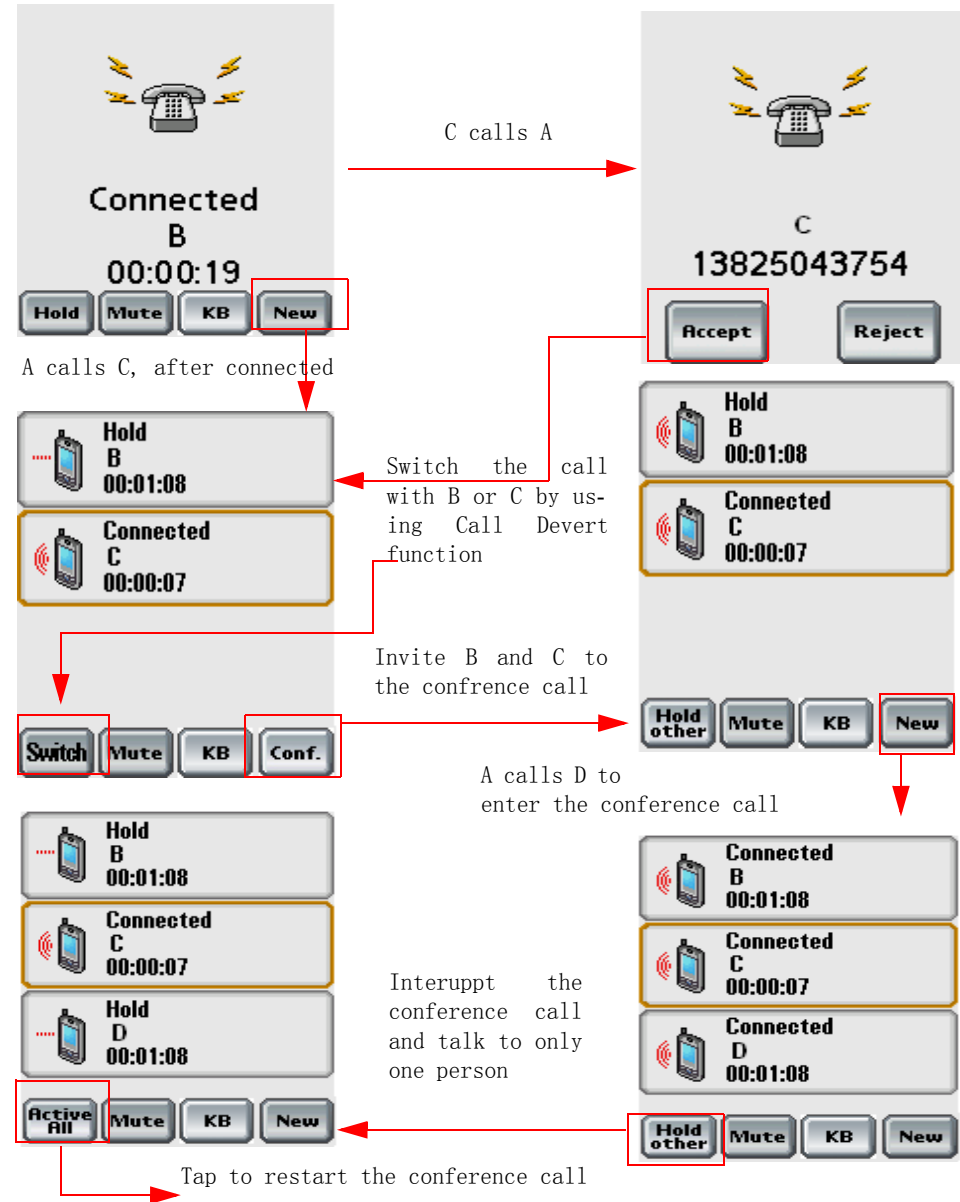 C calls A
Connected
B
00:00:19
Hold Mute KB New
C
13825043754
Accept Reject
A calls C, after connected
Hold
B
00:01:08
Connected
C
00:00:07
Switch the call
with B or C by us-
ing Call Devert
function
Hold
B
00:01:08
Connected
C
00:00:07
Invite B and C to
the confrence call
Switch Mute KB Conf.
Hold other Mute KB New
A calls D to
enter the conference call
Hold
B
00:01:08
Connected
C
00:00:07
Hold
D
00:01:08
Interuppt the
conference call
and talk to only
one person
Connected
B
00:01:08
Connected
C
00:00:07
Connected
D
00:01:08
Active All Mute KB New
Hold other Mute KB New
Tap to restart the conference call